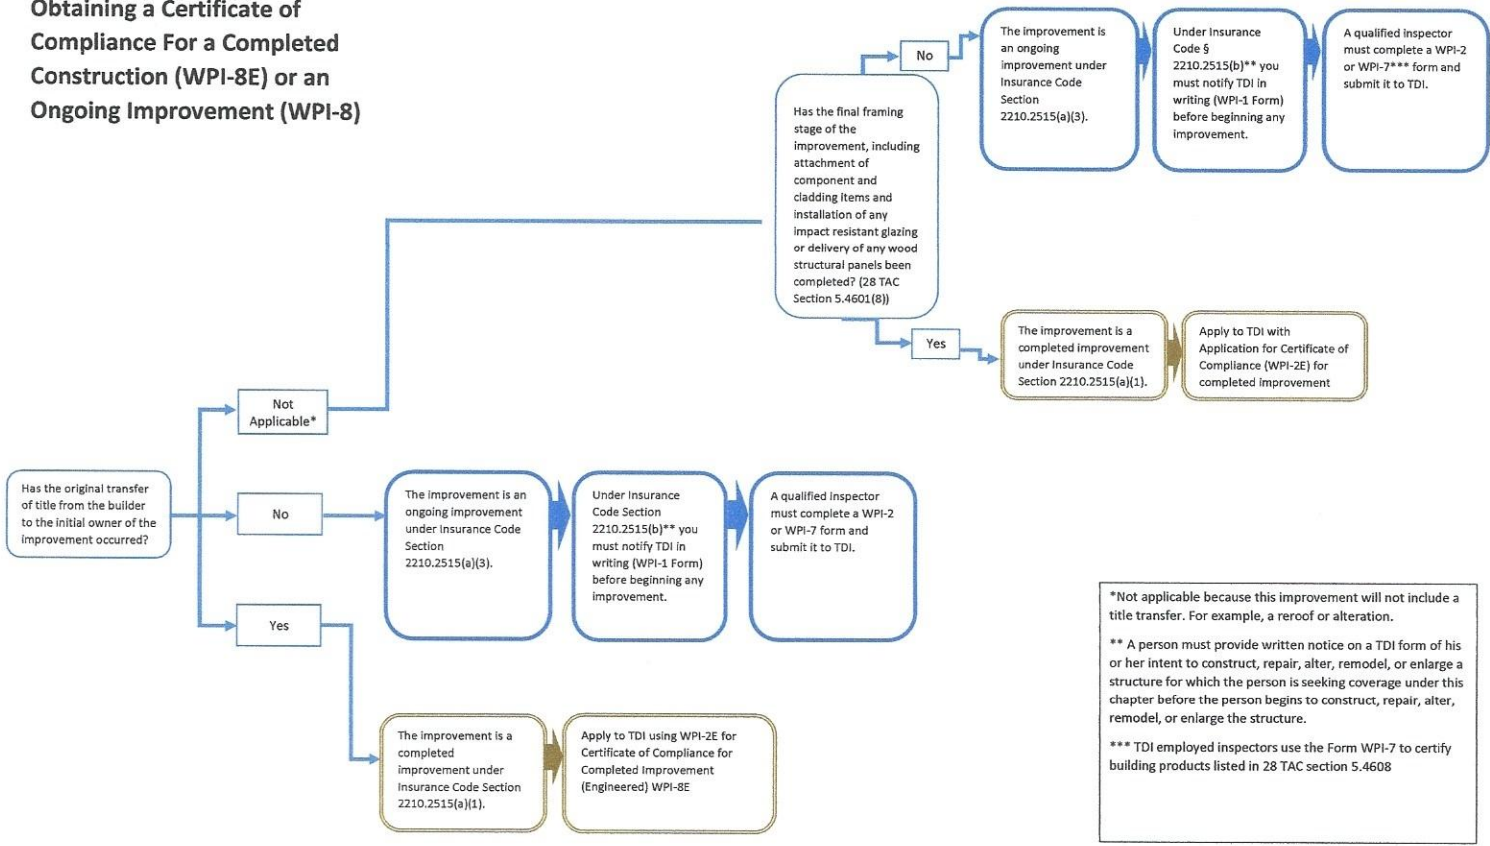 Obtaining a Certificate of
Compliance For a Completed
Construction (WPI-8E) or an
Ongoing Improvement (WPI-8)
No
The improvement is
an ongoing
improvement under
Insurance Code
Section
2210.2515(a)(3).
Under Insurance
Code §
2210.2515(b)** you
must notify TDI in
writing (WPI-1 Form)
before beginning any
improvement.
A qualified inspector
must complete a WPI-2
or WPI-7*** form and
submit it to TDI.
Has the final framing
stage of the
improvement, including
attachment of
component and
cladding items and
installation of any
impact resistant glazing
or delivery of any wood
structural panels been
completed? (28 TAC
Section 5.4601(8))
Yes
The improvement is a
completed improvement
under Insurance Code
Section 2210.2515(a)(1).
Apply to TDI with
Application for Certificate of
Compliance (WPI-2E) for
completed improvement
Not
Applicable*
Has the original transfer
of title from the builder
to the initial owner of the
improvement occurred?
No
The improvement is an
ongoing improvement
under Insurance Code
Section
2210.2515(a)(3).
Under Insurance
Code Section
2210.2515(b)** you
must notify TDI in
writing (WPI-1 Form)
before beginning any
improvement.
A qualified inspector
must complete a WPI-2
or WPI-7 form and
submit it to TDI.
Yes
The improvement is a
completed
improvement under
Insurance Code Section
2210.2515(a)(1).
Apply to TDI using WPI-2E for
Certificate of Compliance for
Completed Improvement
(Engineered) WPI-8E
*Not applicable because this improvement will not include a
title transfer. For example, a reroof or alteration.
** A person must provide written notice on a TDI form of his
or her intent to construct, repair, alter, remodel, or enlarge a
structure for which the person is seeking coverage under this
chapter before the person begins to construct, repair, alter,
remodel, or enlarge the structure.
*** TDI employed inspectors use the Form WPI-7 to certify
building products listed in 28 TAC section 5.4608